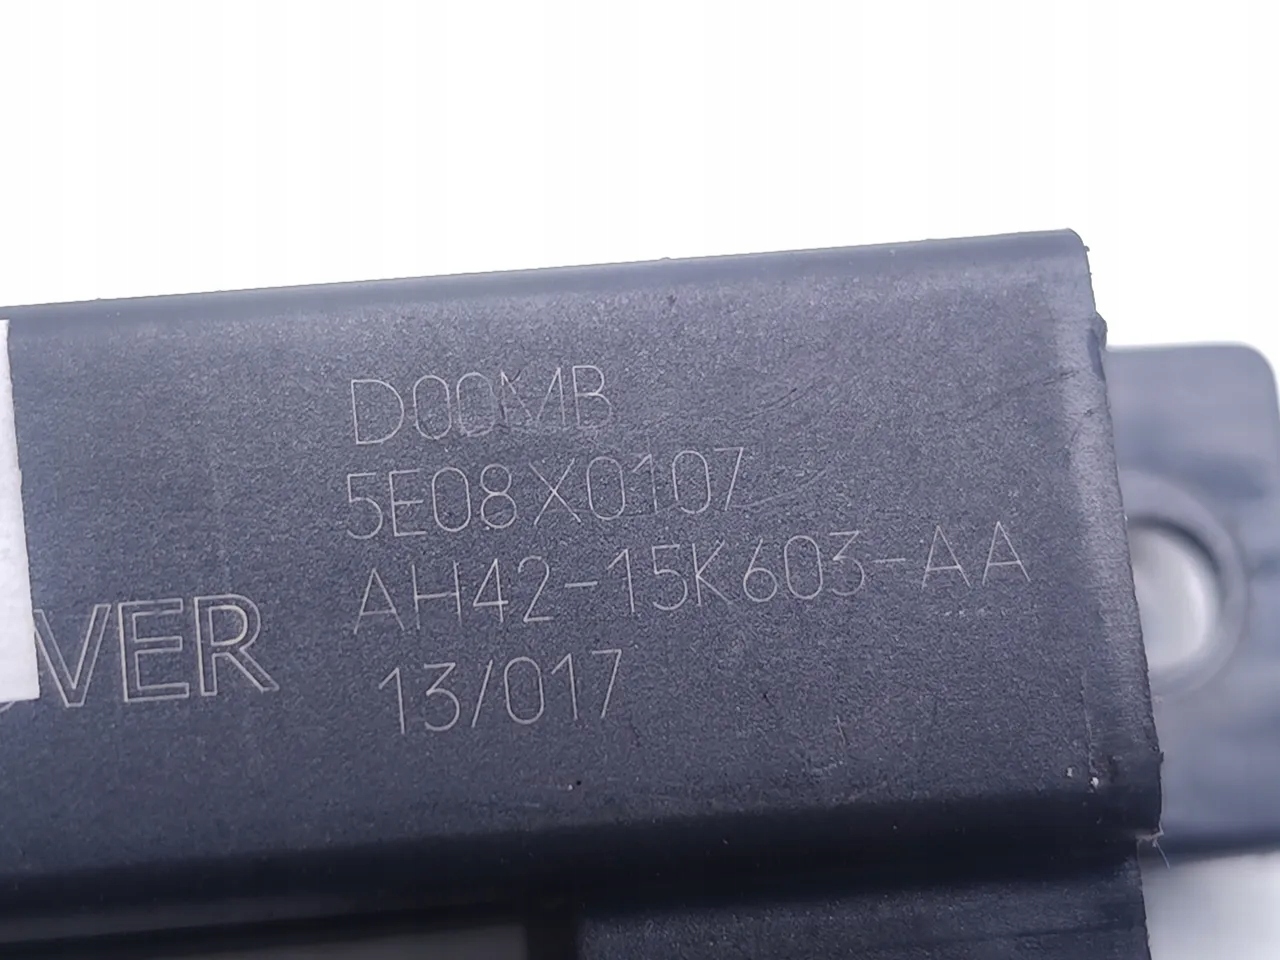 D00MB
5E08X0107
AH42-15K603-AA
VER
13/017